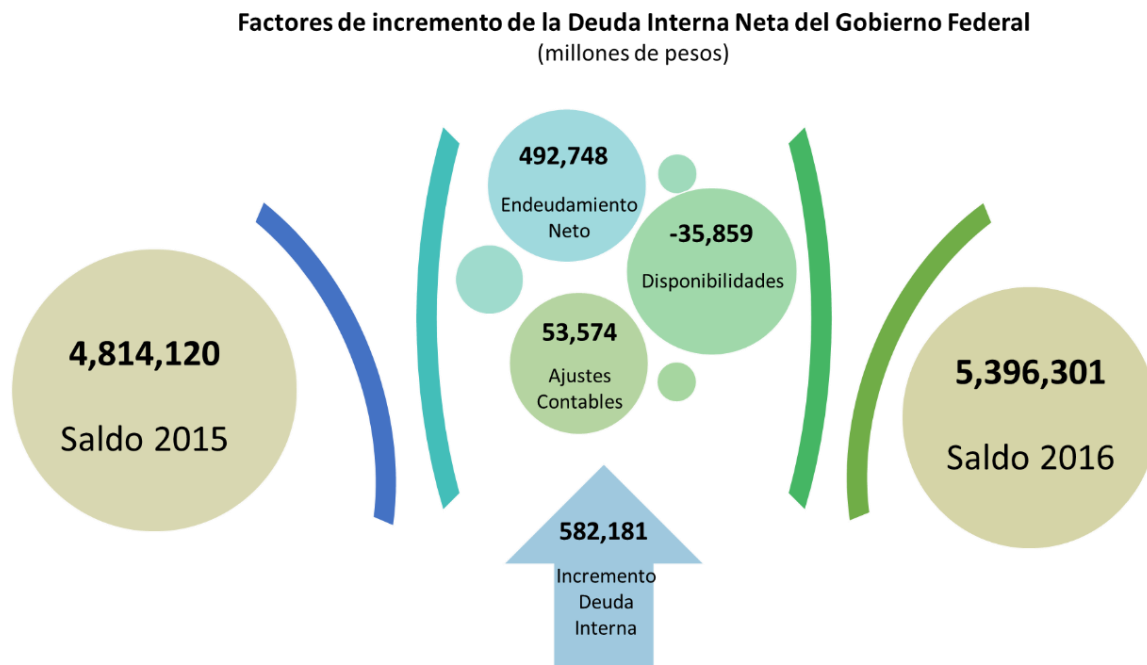 Factores de incremento de la Deuda Interna Neta del Gobierno Federal
(millones de pesos)
4,814,120
Saldo 2015
492,748
Endeudamiento
Neto
-35,859
Disponibilidades
53,574
Ajustes
Contables
582,181
Incremento
Deuda
Interna
5,396,301
Saldo 2016